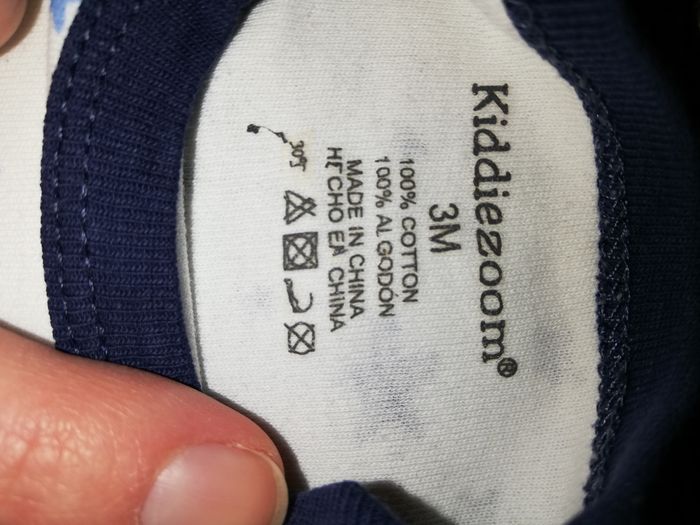 Kiddiezoom®
3M
100% COTTON
100% ALGODÓN
MADE IN CHINA
HECHO EN CHINA
30°